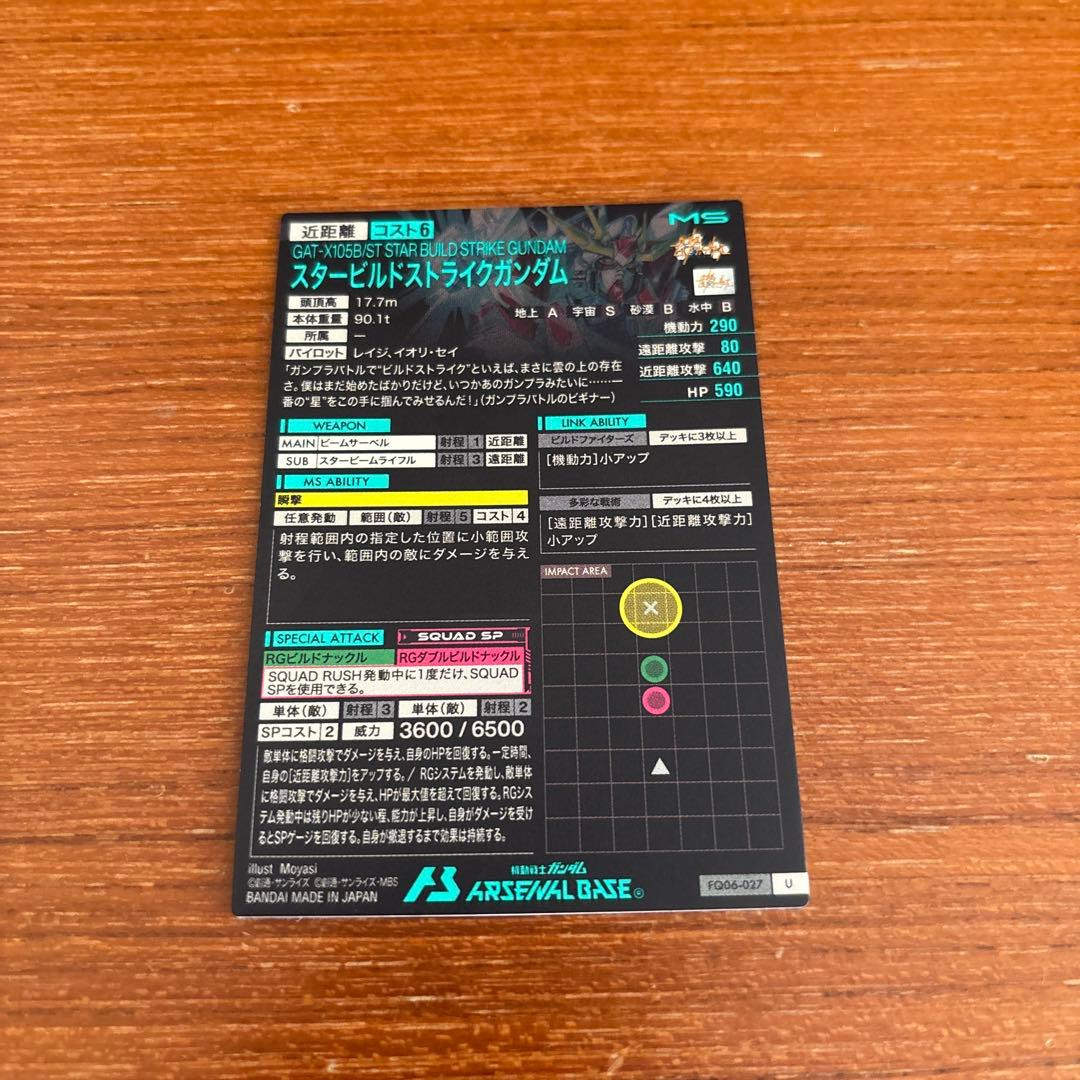 近距離 コスト6 MS
GAT-X105B/ST STAR BUILD STRIKE GUNDAM
スタービルドストライクガンダム
頭頂高 17.7m
本体重量 90.1t
所属 ー
パイロット レイジ、イオリ・セイ
地上 A 宇宙 S 砂漠 B 水中 B
機動力 290
遠距離攻撃 80
近距離攻撃 640
HP 590
「ガンプラバトルで“ビルドストライク”といえば、まさに雲の上の存在
さ。僕はまだ始めたばかりだけど、いつかあのガンプラみたいに……一
番の“星”をこの手に掴んでみせるんだ!」(ガンプラバトルのビギナー)
WEAPON
MAIN ビームサーベル 射程 1 近距離
SUB スタービームライフル 射程 3 遠距離
MS ABILITY
瞬撃
任意発動 範囲(敵) 射程 5 コスト 4
射程範囲内の指定した位置に小範囲攻
撃を行い、範囲内の敵にダメージを与え
る。
LINK ABILITY
ビルドファイターズ デッキに3枚以上
[機動力]小アップ
多彩な戦術 デッキに4枚以上
[遠距離攻撃力][近距離攻撃力]
小アップ
IMPACT AREA
SPECIAL ATTACK SQUAD SP
RGビルドナックル RGダブルビルドナックル
SQUAD RUSH発動中に1度だけ、SQUAD
SPを使用できる。
単体(敵) 射程 3 単体(敵) 射程 2
SPコスト 2 威力 3600 / 6500
敵単体に格闘攻撃でダメージを与え、自身のHPを回復する。一定時間、
自身の[近距離攻撃力]をアップする。/ RGシステムを発動し、敵単体
に格闘攻撃でダメージを与え、HPが最大値を超えて回復する。RGシス
テム発動中は残りHPが少ない程、能力が上昇し、自身がダメージを受け
るとSPゲージを回復する。自身が撤退するまで効果は持続する。
illust Moyasi
©創通・サンライズ ©創通・サンライズ・MBS
BANDAI MADE IN JAPAN
機動戦士ガンダム
ARSENAL BASE®
FQ06-027 U